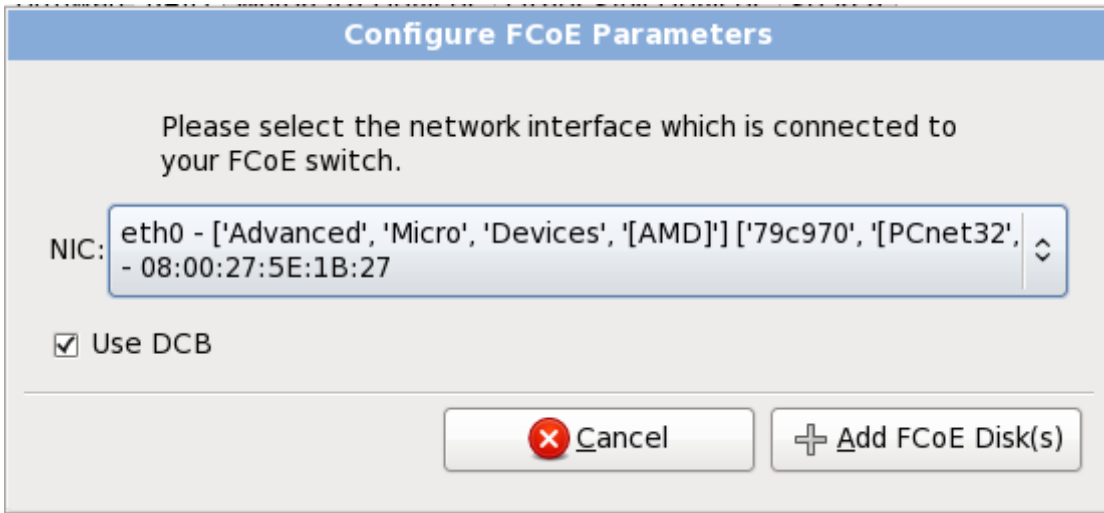 Configure FCoE Parameters
Please select the network interface which is connected to
your FCoE switch.
NIC:
eth0 - ['Advanced', 'Micro', 'Devices', '[AMD]'] ['79c970', '[PCnet32',
- 08:00:27:5E:1B:27
Use DCB
Cancel
Add FCoE Disk(s)